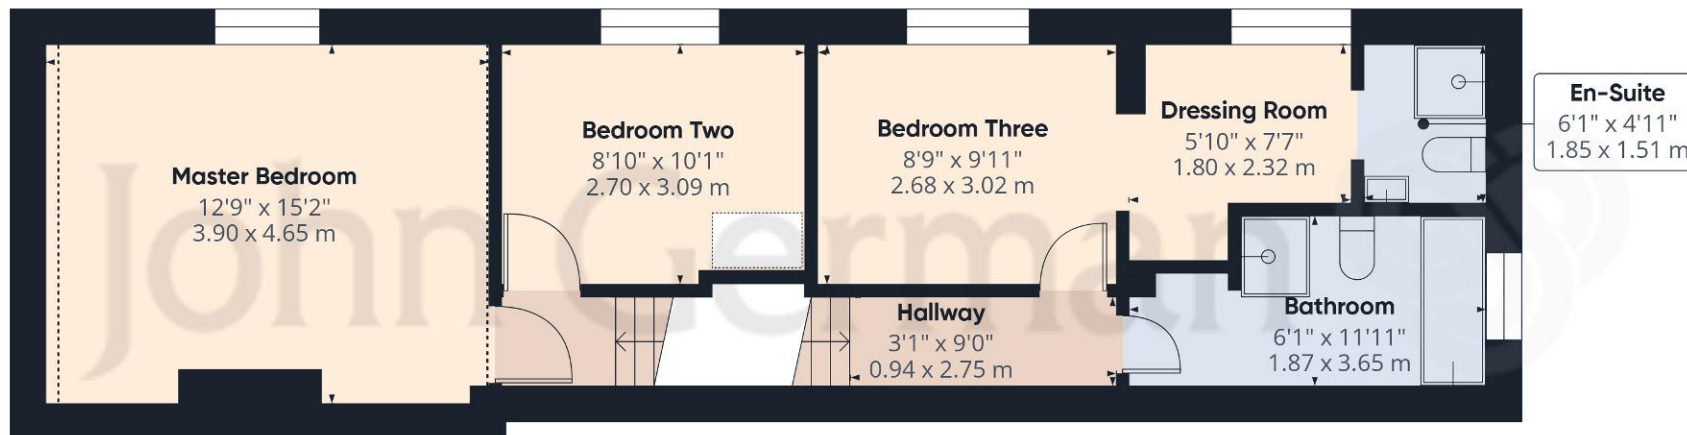 Master Bedroom
12'9" x 15'2"
3.90 x 4.65 m
Bedroom Two
8'10" x 10'1"
2.70 x 3.09 m
Bedroom Three
8'9" x 9'11"
2.68 x 3.02 m
Dressing Room
5'10" x 7'7"
1.80 x 2.32 m
En-Suite
6'1" x 4'11"
1.85 x 1.51 m
Hallway
3'1" x 9'0"
0.94 x 2.75 m
Bathroom
6'1" x 11'11"
1.87 x 3.65 m
John German